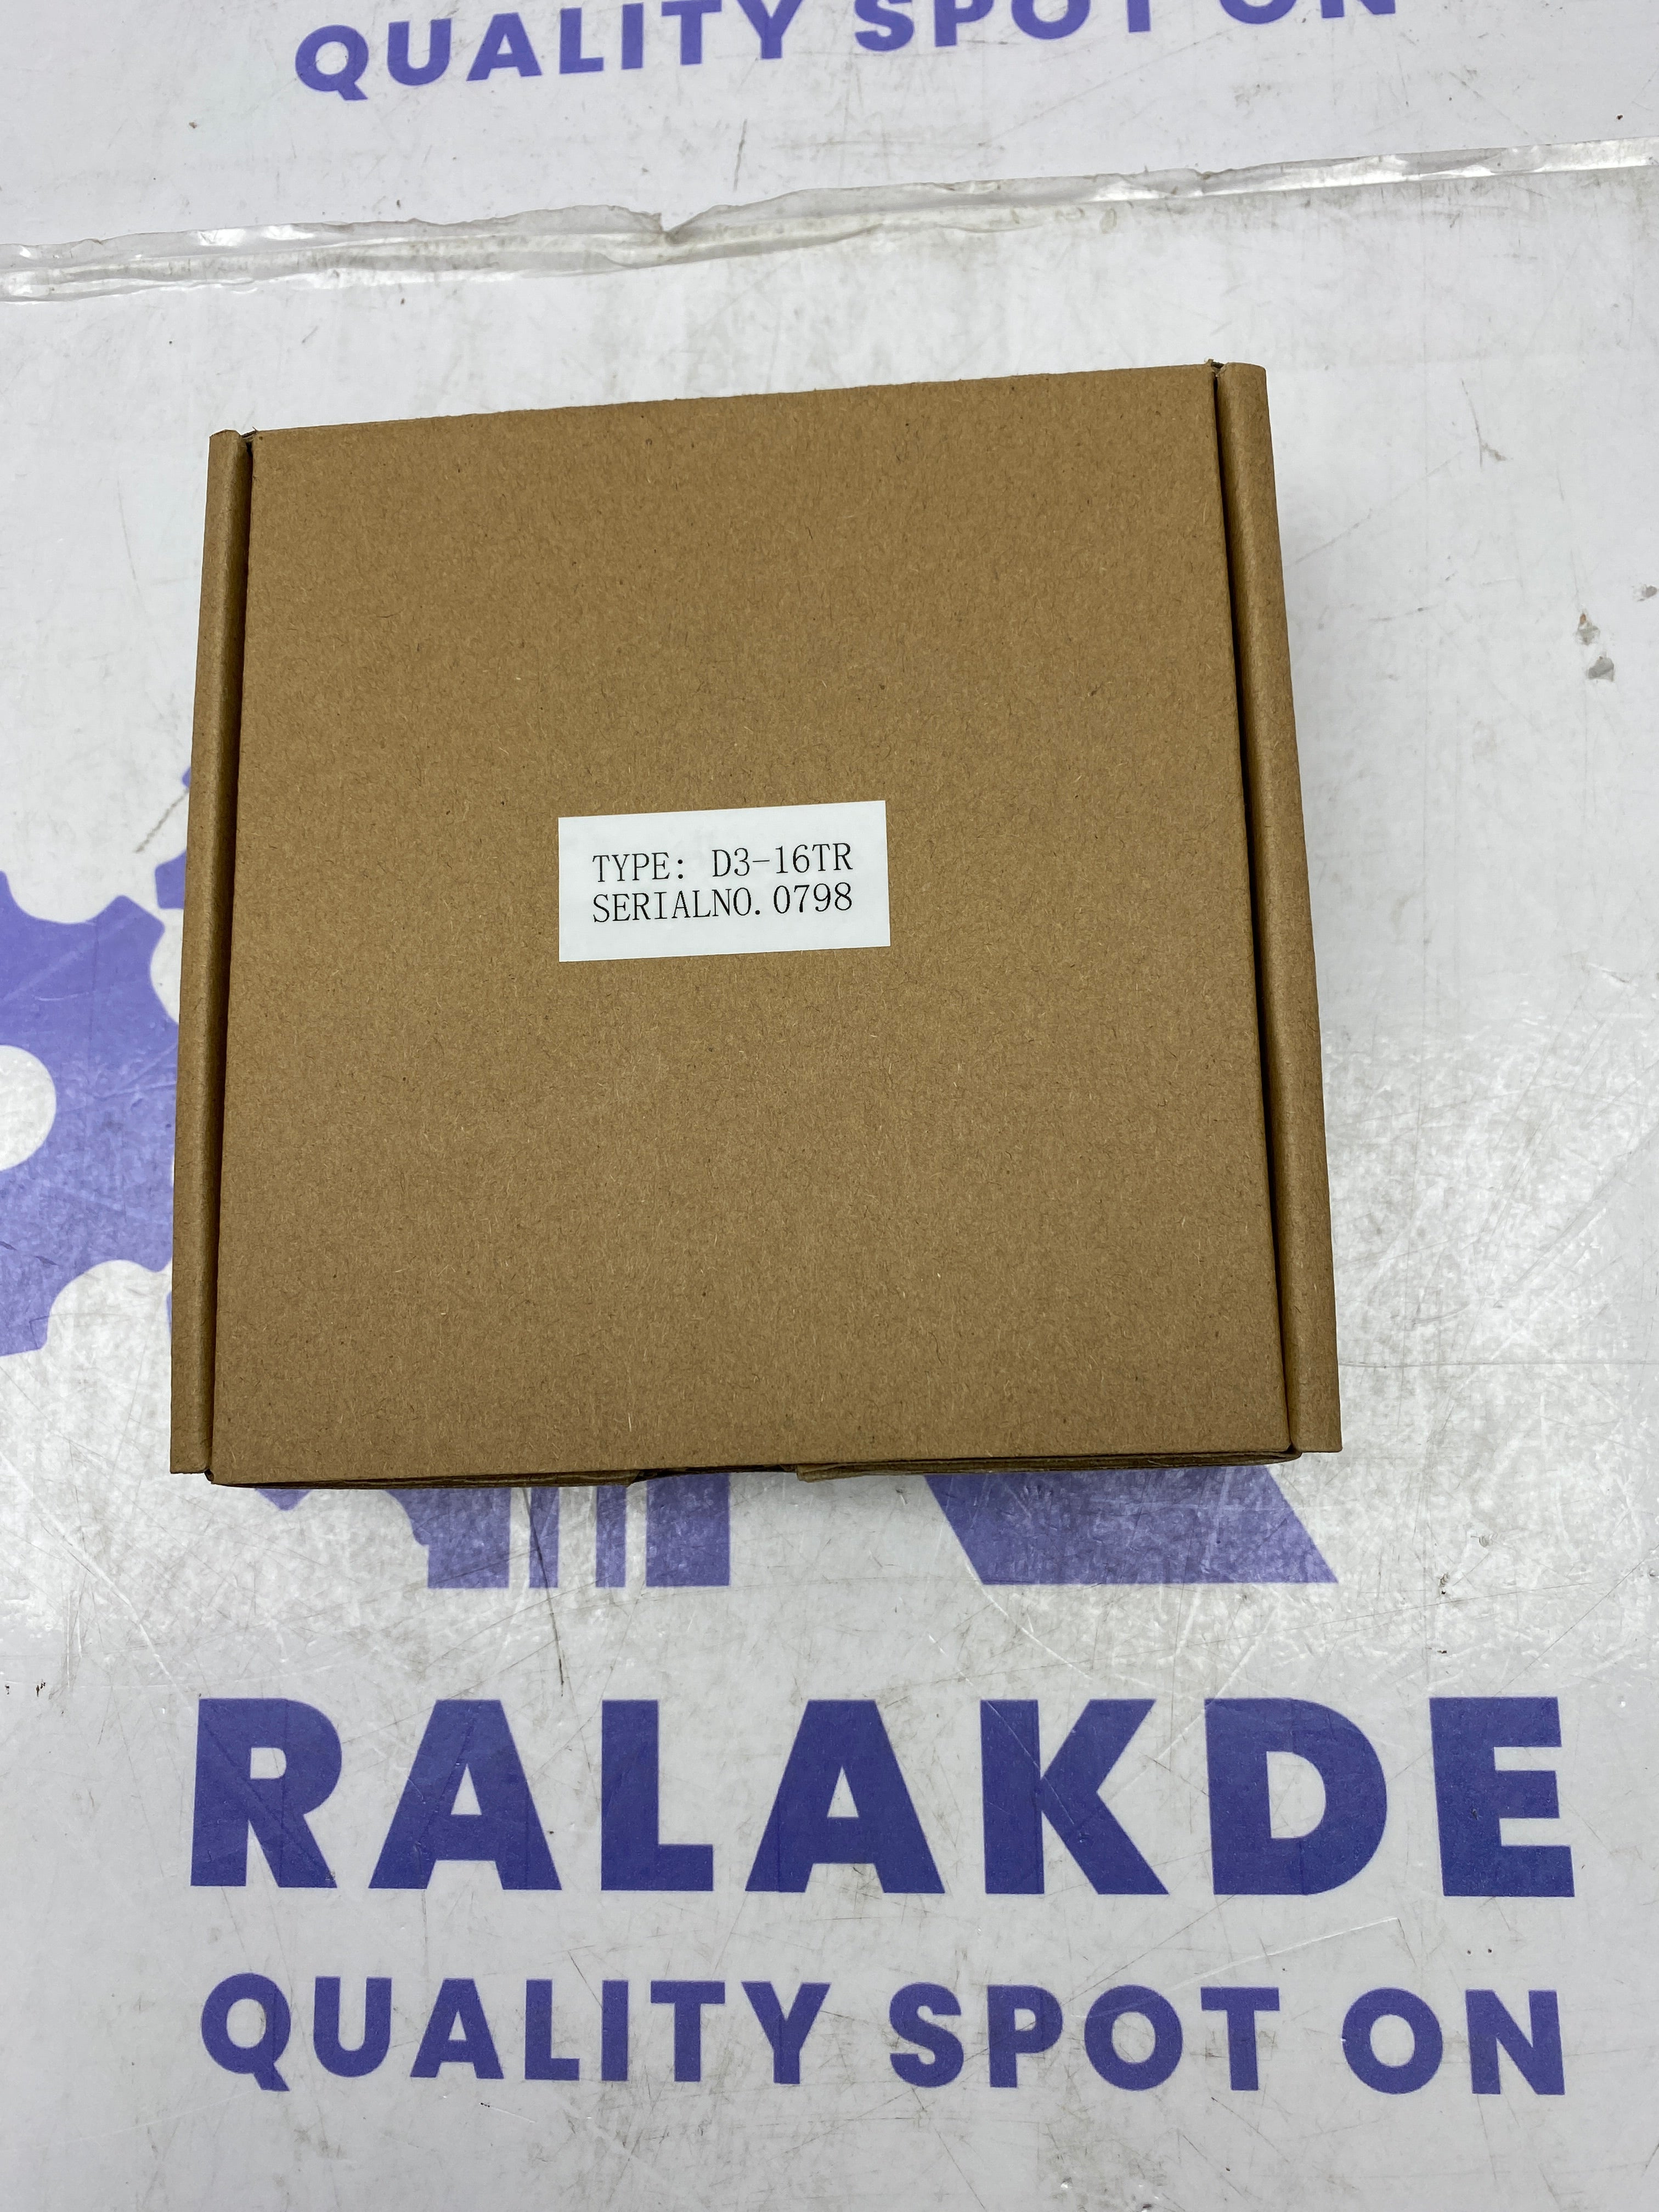 QUALITY SPOT ON
TYPE: D3-16TR
SERIALNO. 0798
RALAKDE
QUALITY SPOT ON